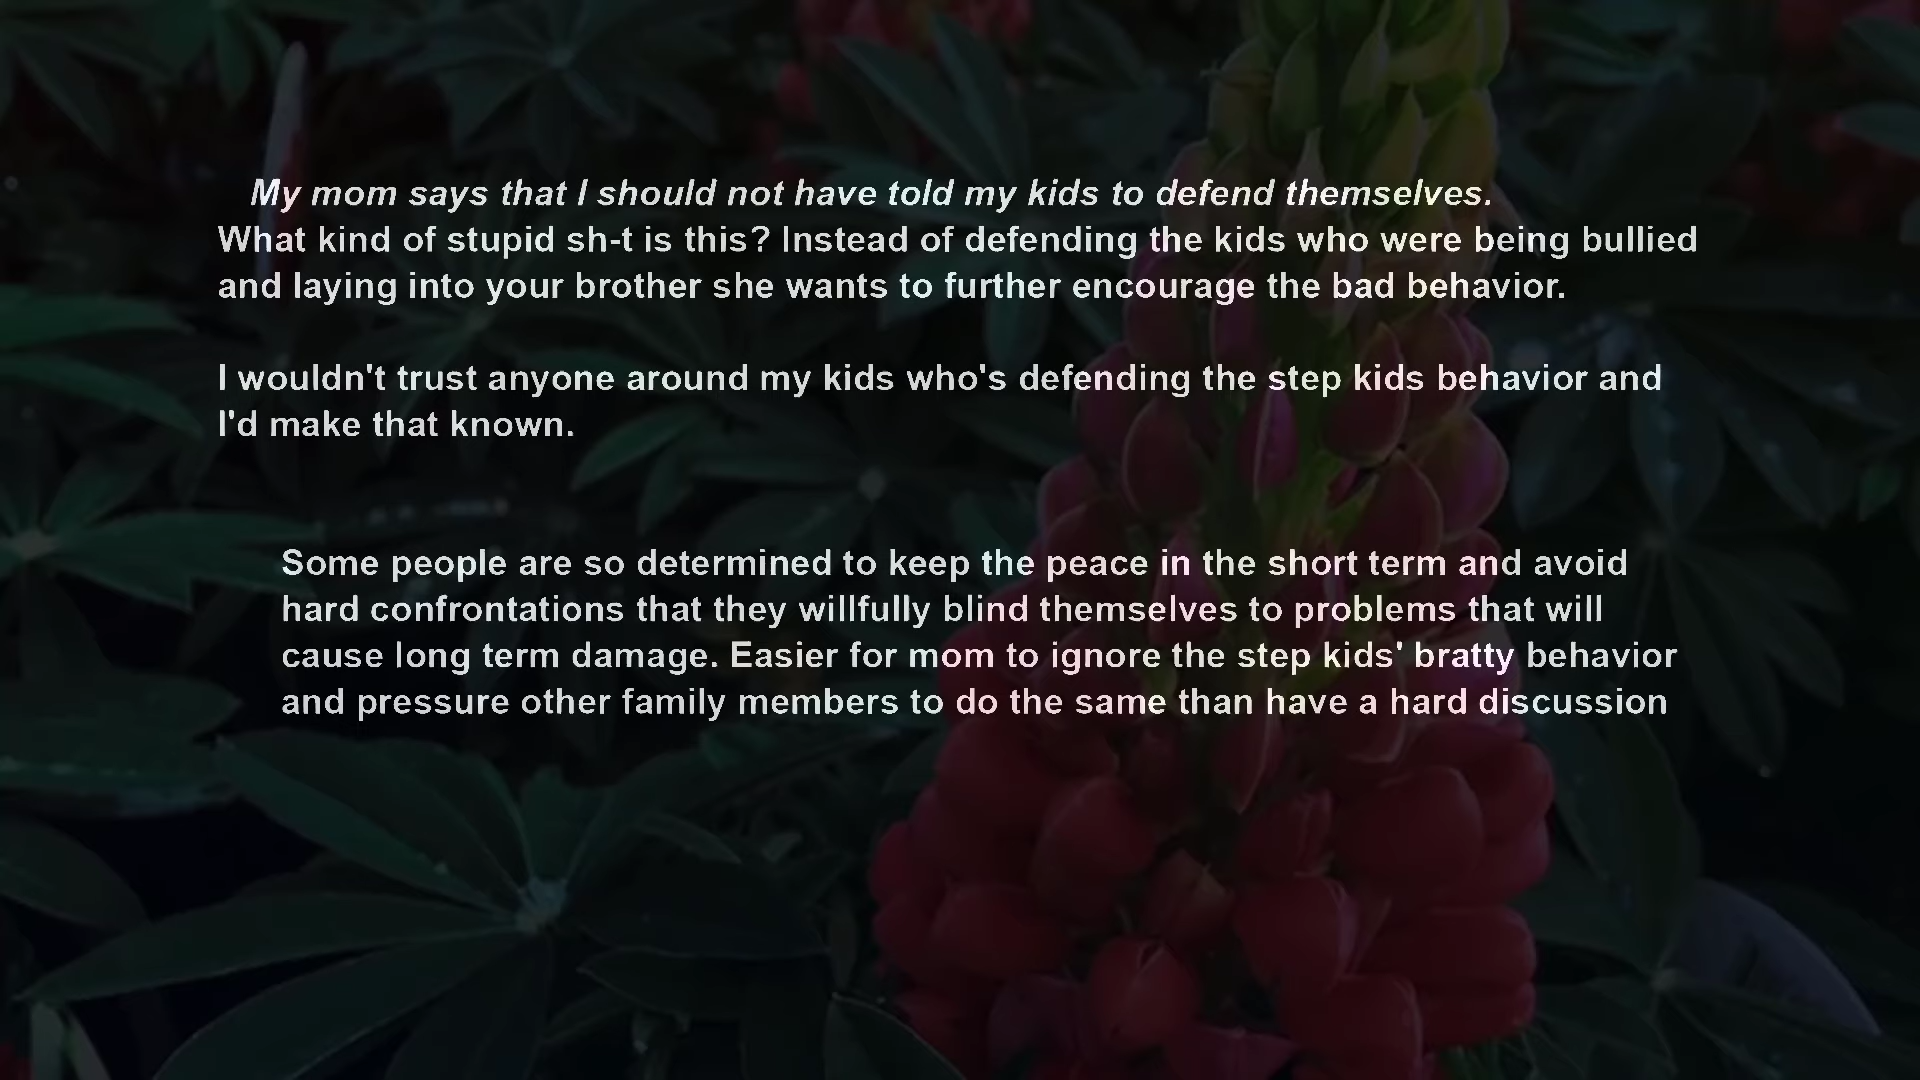 My mom says that I should not have told my kids to defend themselves.
What kind of stupid sh-t is this? Instead of defending the kids who were being bullied
and laying into your brother she wants to further encourage the bad behavior.
I wouldn't trust anyone around my kids who's defending the step kids behavior and
I'd make that known.
Some people are so determined to keep the peace in the short term and avoid
hard confrontations that they willfully blind themselves to problems that will
cause long term damage. Easier for mom to ignore the step kids' bratty behavior
and pressure other family members to do the same than have a hard discussion